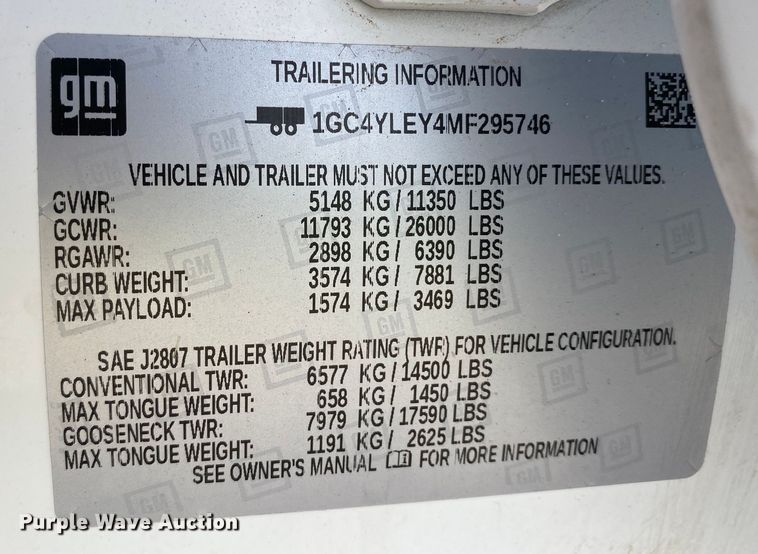 gm
TRAILERING INFORMATION
1GC4YLEY4MF295746
VEHICLE AND TRAILER MUST NOT EXCEED ANY OF THESE VALUES.
GVWR: 5148 KG/11350 LBS
GCWR: 11793 KG/26000 LBS
RGAWR: 2898 KG/ 6390 LBS
CURB WEIGHT: 3574 KG/ 7881 LBS
MAX PAYLOAD: 1574 KG/ 3469 LBS
SAE J2807 TRAILER WEIGHT RATING (TWR) FOR VEHICLE CONFIGURATION.
CONVENTIONAL TWR: 6577 KG/14500 LBS
MAX TONGUE WEIGHT: 658 KG/ 1450 LBS
GOOSENECK TWR: 7979 KG/17590 LBS
MAX TONGUE WEIGHT: 1191 KG/ 2625 LBS
SEE OWNER'S MANUAL FOR MORE INFORMATION
Purple Wave Auction